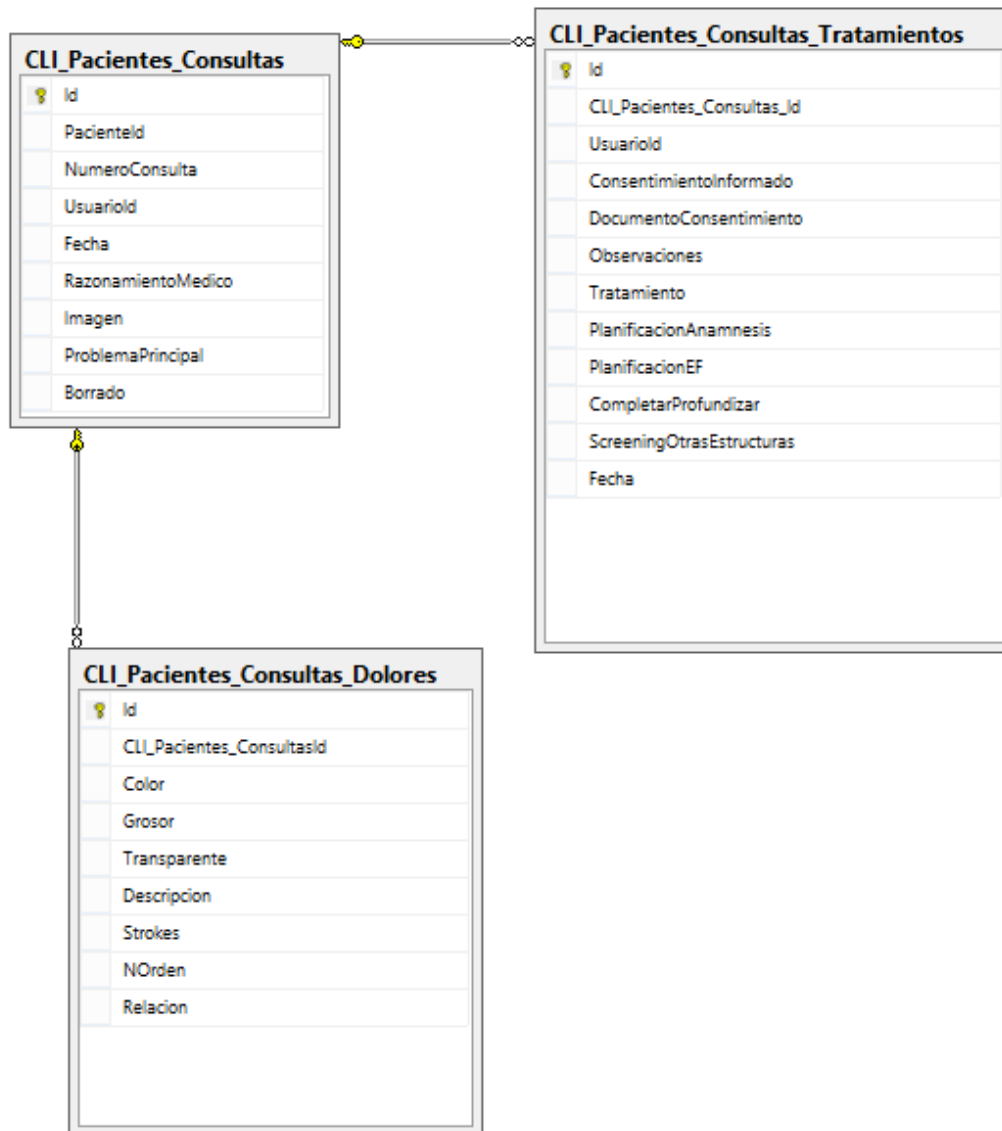 CLI_Pacientes_Consultas
Id
PacienteId
NumeroConsulta
UsuarioId
Fecha
RazonamientoMedico
Imagen
ProblemaPrincipal
Borrado
CLI_Pacientes_Consultas_Tratamientos
Id
CLI_Pacientes_Consultas_Id
UsuarioId
ConsentimientoInformado
DocumentoConsentimiento
Observaciones
Tratamiento
PlanificacionAnamnesis
PlanificacionEF
CompletarProfundizar
ScreeningOtrasEstructuras
Fecha
CLI_Pacientes_Consultas_Dolores
Id
CLI_Pacientes_ConsultasId
Color
Grosor
Transparente
Descripcion
Strokes
NOrden
Relacion